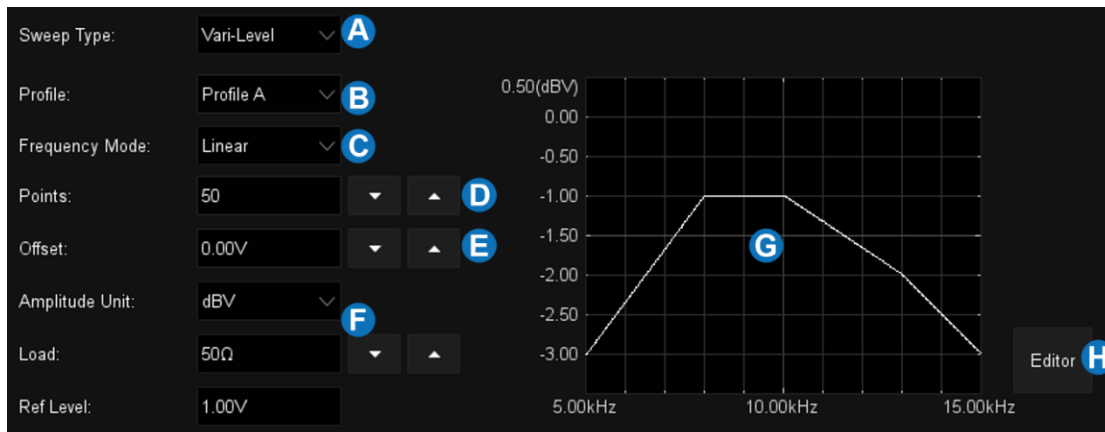 Sweep Type: Vari-Level A
Profile: Profile A B
Frequency Mode: Linear C
Points: 50 D
Offset: 0.00V E
Amplitude Unit: dBV
F
Load: 50Ω
Ref Level: 1.00V
0.50(dBV)
0.00
-0.50
-1.00
-1.50
G
-2.00
-2.50
-3.00
5.00kHz 10.00kHz 15.00kHz
Editor H